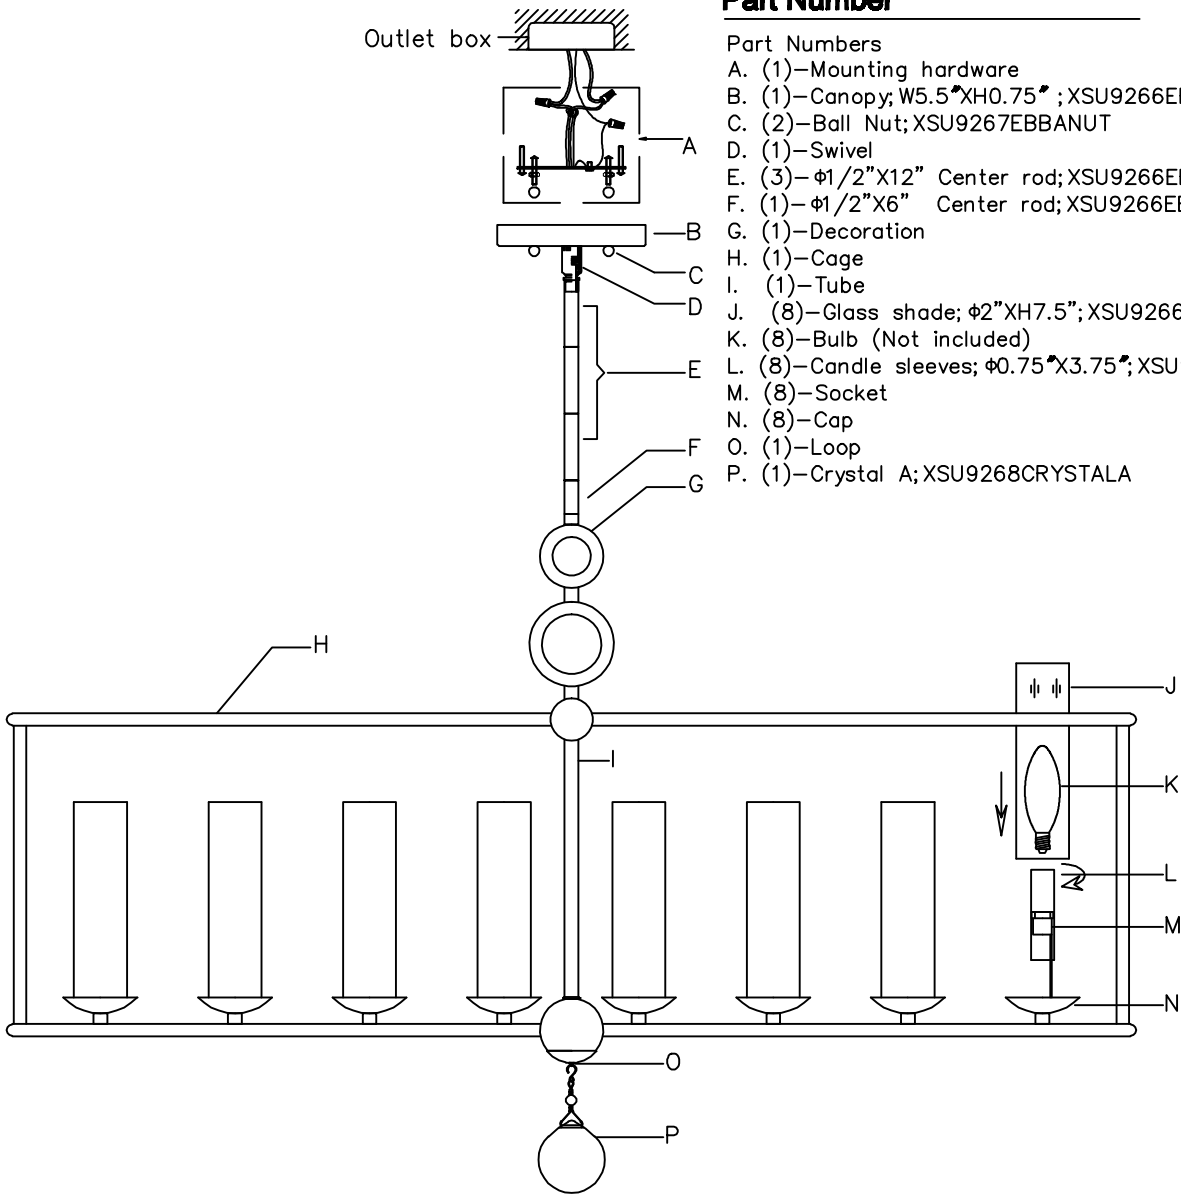 Part Number
Outlet box
Part Numbers
A. (1)-Mounting hardware
B. (1)-Canopy; W5.5"XH0.75" ; XSU9266E
C. (2)-Ball Nut; XSU9267EBBANUT
D. (1)-Swivel
E. (3)-Φ1/2"X12" Center rod; XSU9266E
F. (1)-Φ1/2"X6" Center rod; XSU9266E
G. (1)-Decoration
H. (1)-Cage
I. (1)-Tube
J. (8)-Glass shade; Φ2"XH7.5"; XSU9266
K. (8)-Bulb (Not included)
L. (8)-Candle sleeves; Φ0.75"X3.75"; XSU
M. (8)-Socket
N. (8)-Cap
O. (1)-Loop
P. (1)-Crystal A; XSU9268CRYSTALA
A
B
C
D
E
F
G
H
J
I
K
L
M
N
O
P